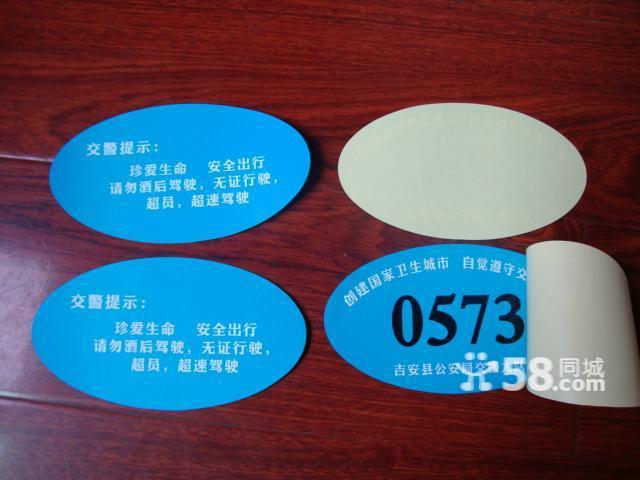 交警提示:
珍爱生命 安全出行
请勿酒后驾驶,无证行驶,
超员,超速驾驶
交警提示:
珍爱生命 安全出行
请勿酒后驾驶,无证行驶,
超员,超速驾驶
创建国家卫生城市 自觉遵守交
0573
吉安县公安局交
58同城
58.com